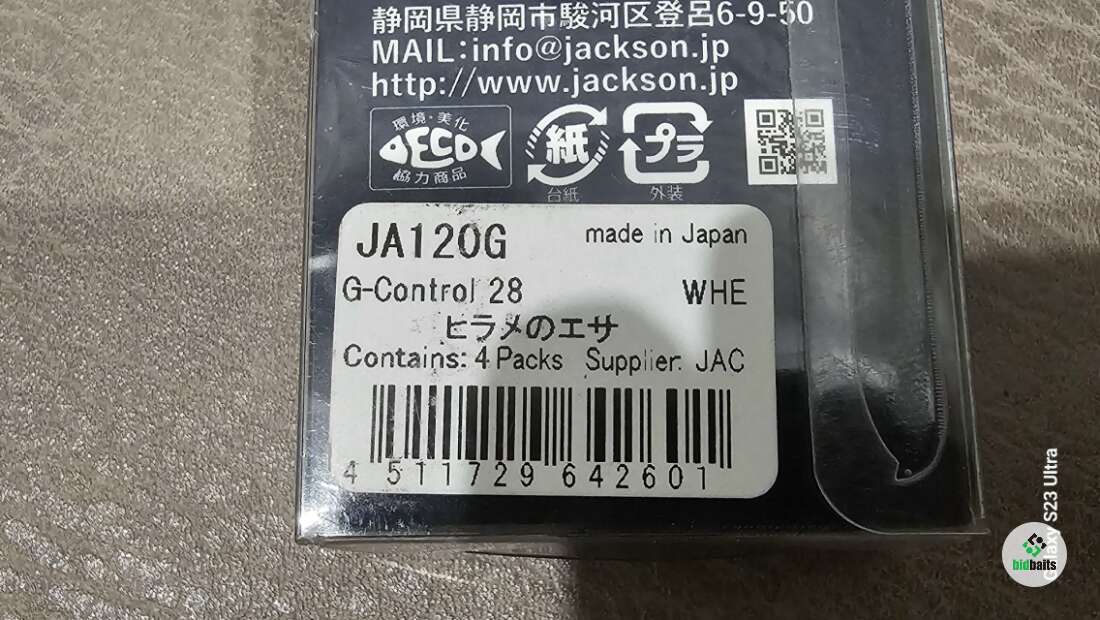 静岡県静岡市駿河区登呂6-9-50
MAIL:info@jackson.jp
http://www.jackson.jp
環境・美化
ECO
協力商品
紙
台紙
プラ
外装
JA120G made in Japan
G-Control 28 WHE
ヒラメのエサ
Contains: 4 Packs Supplier: JAC
4 511729 642601
Galaxy S23 Ultra
bidbaits